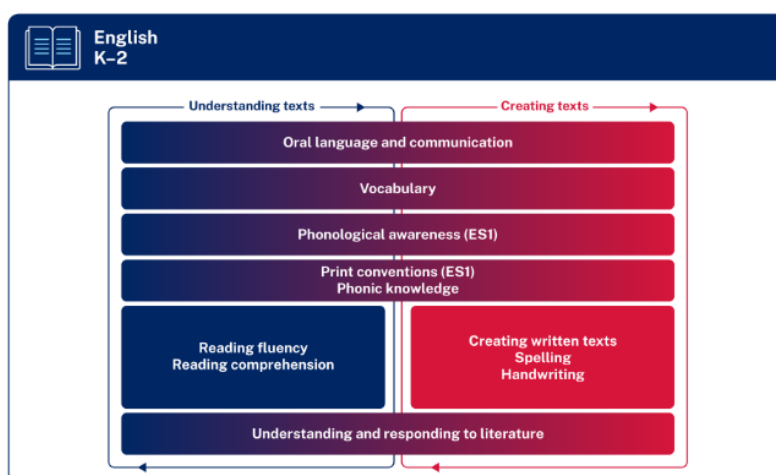 English
K–2
Understanding texts
Creating texts
Oral language and communication
Vocabulary
Phonological awareness (ES1)
Print conventions (ES1)
Phonic knowledge
Reading fluency
Reading comprehension
Creating written texts
Spelling
Handwriting
Understanding and responding to literature